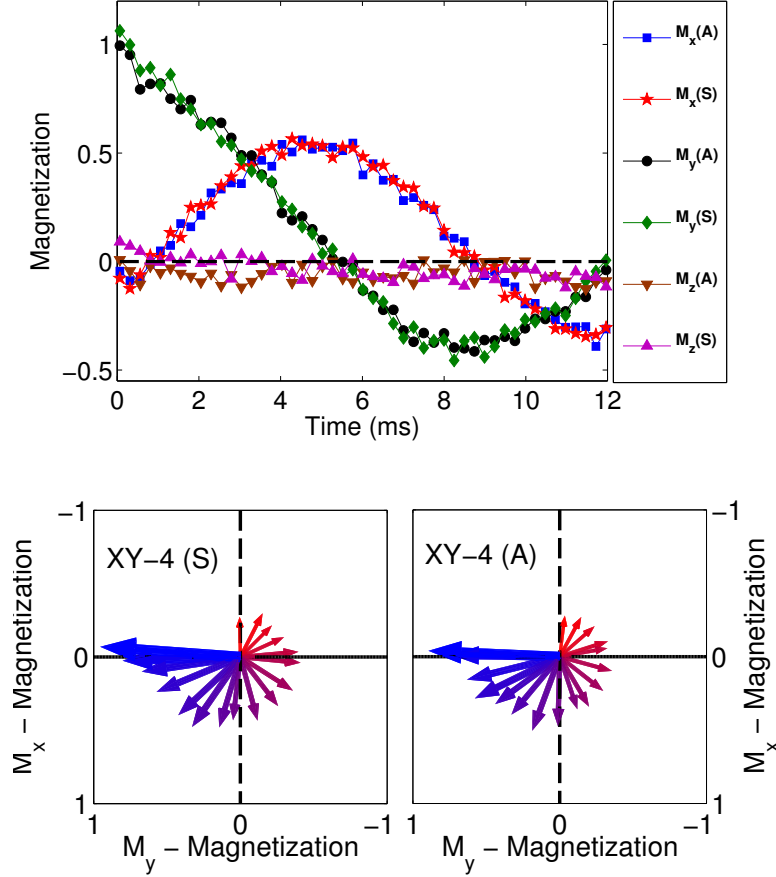 1
0.5
0
−0.5
Magnetization
0 2 4 6 8 10 12
Time (ms)
Mx(A)
Mx(S)
My(A)
My(S)
Mz(A)
Mz(S)
−1
0
1
Mx − Magnetization
XY−4 (S)
XY−4 (A)
−1
0
1
Mx − Magnetization
1 0 −1
My − Magnetization
1 0 −1
My − Magnetization